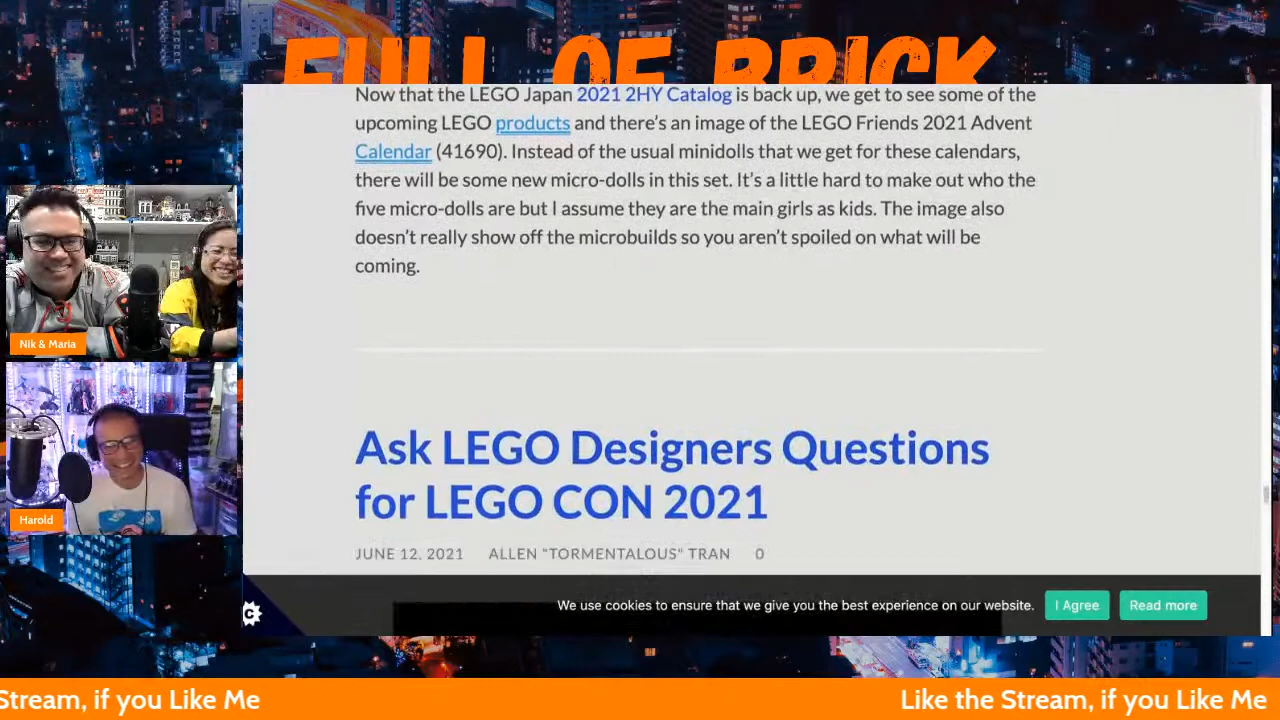 FULL OF BRICK
Now that the LEGO Japan 2021 2HY Catalog is back up, we get to see some of the
upcoming LEGO products and there's an image of the LEGO Friends 2021 Advent
Calendar (41690). Instead of the usual minidolls that we get for these calendars,
there will be some new micro-dolls in this set. It's a little hard to make out who the
five micro-dolls are but I assume they are the main girls as kids. The image also
doesn't really show off the microbuilds so you aren't spoiled on what will be
coming.
Nik & Maria
Harold
Ask LEGO Designers Questions
for LEGO CON 2021
JUNE 12, 2021 ALLEN "TORMENTALOUS" TRAN 0
C
We use cookies to ensure that we give you the best experience on our website. I Agree Read more
Stream, if you Like Me Like the Stream, if you Like Me